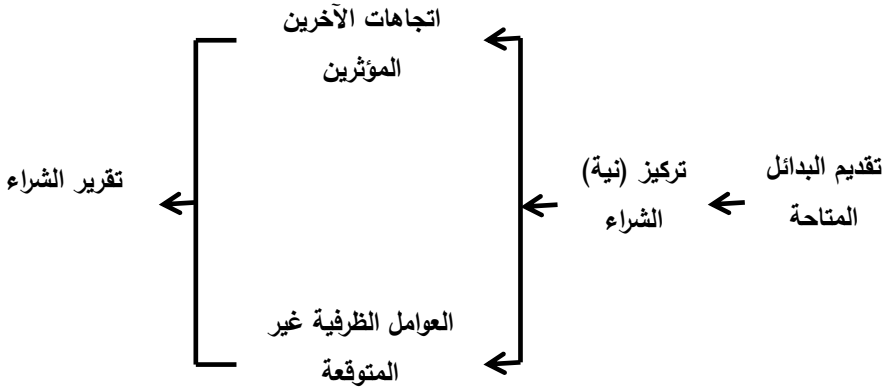 اتجاهات الآخرين
المؤثرين
تقديم البدائل
المتاحة
تركيز (نية)
الشراء
تقرير الشراء
العوامل الظرفية غير
المتوقعة